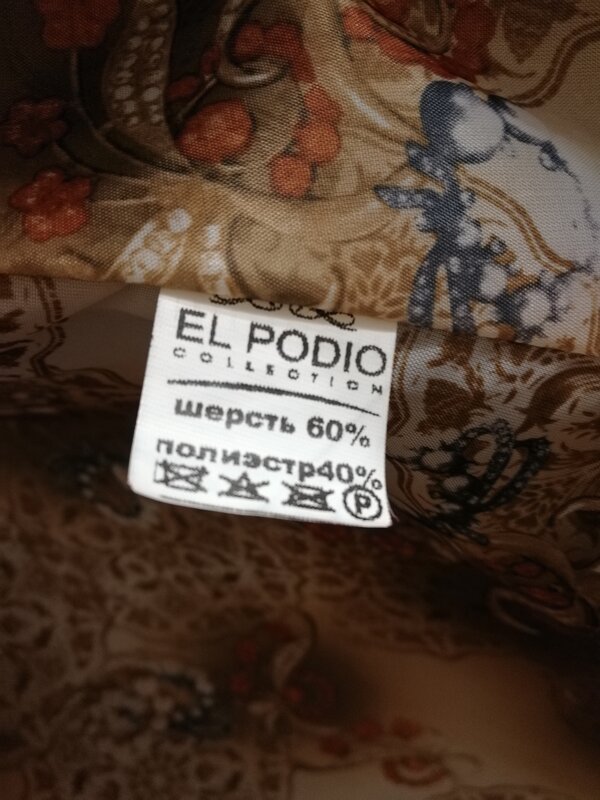 EL PODIO
COLLECTION
шерсть 60%
полиэстр40%
P